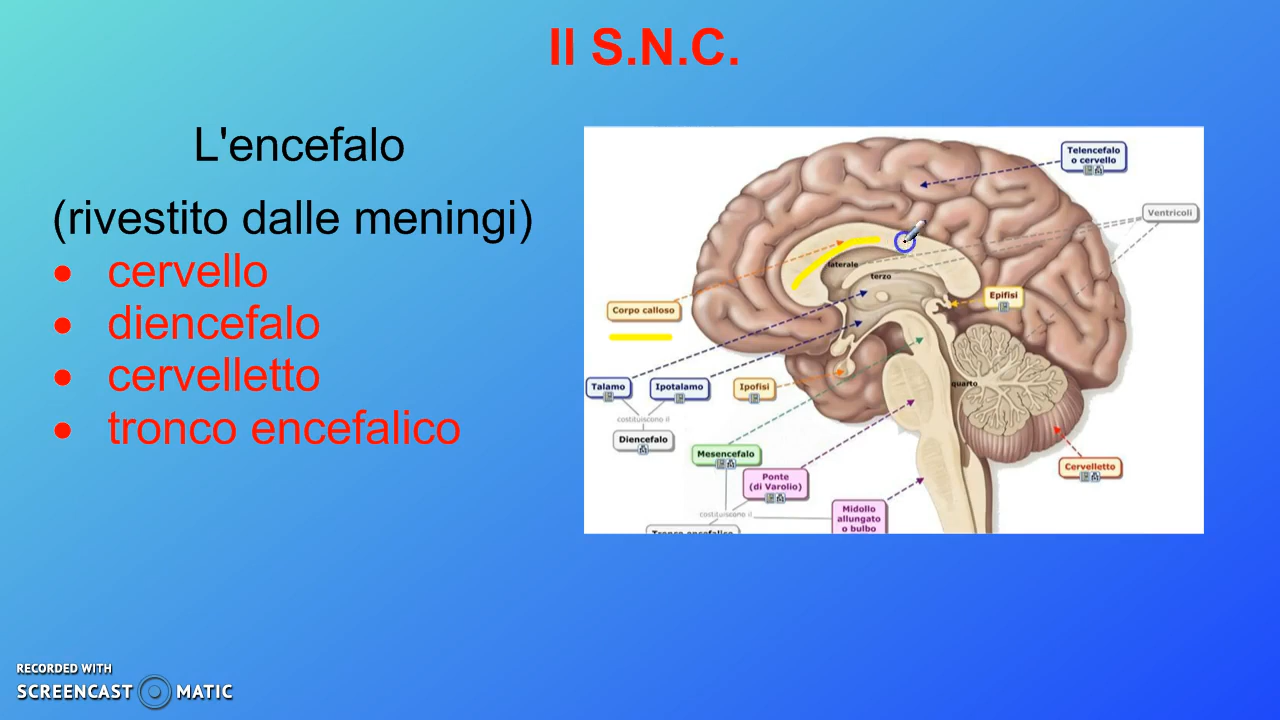 Il S.N.C.
L'encefalo
(rivestito dalle meningi)
• cervello
• diencefalo
• cervelletto
• tronco encefalico
Telencefalo
o cervello
Ventricoli
laterale
terzo
Epifisi
Corpo calloso
Talamo
Ipotalamo
Ipofisi
quarto
costituiscono il
Diencefalo
Mesencefalo
Cervelletto
Ponte
(di Varolio)
costituiscono il
Midollo
allungato
o bulbo
Tronco encefalico
RECORDED WITH
SCREENCAST MATIC